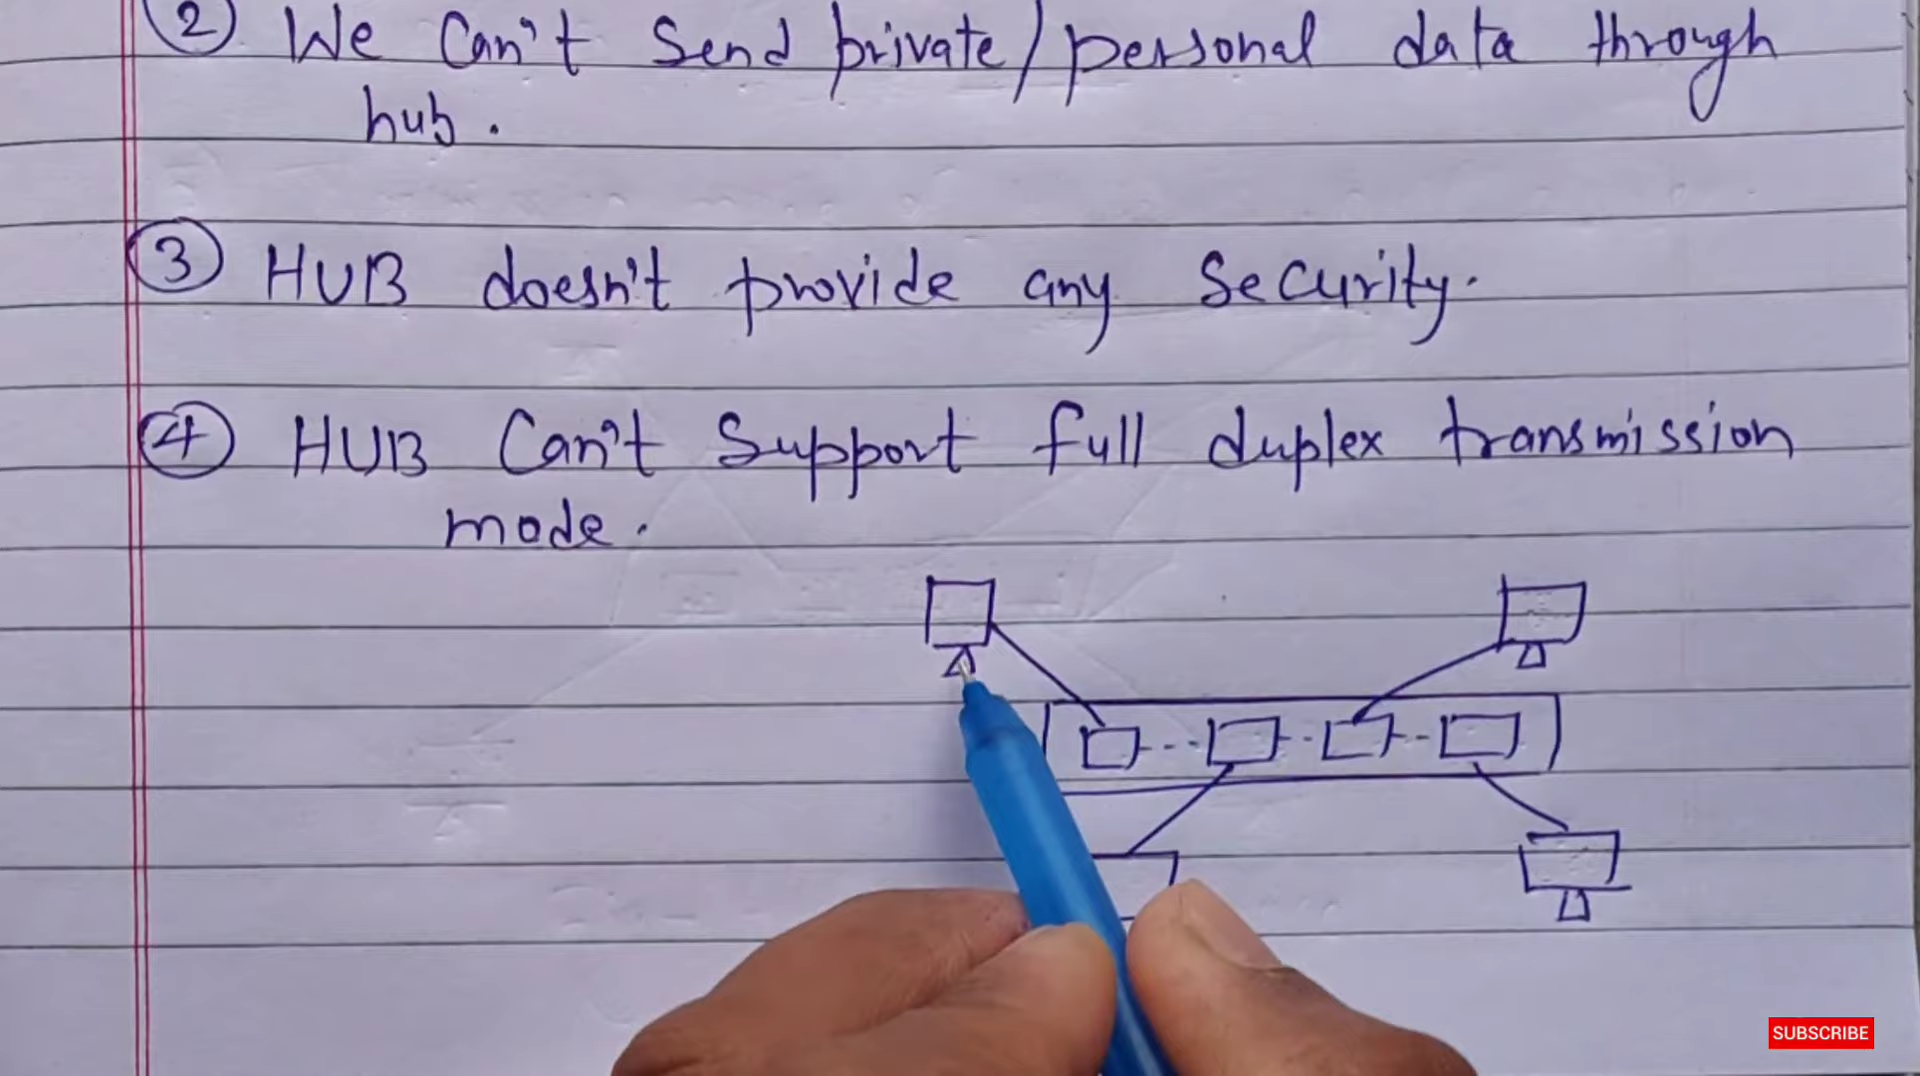 ② We Can't Send private/personal data through
hub.
③ HUB doesn't provide any Security.
④ HUB Can't Support full duplex transmission
mode.
SUBSCRIBE